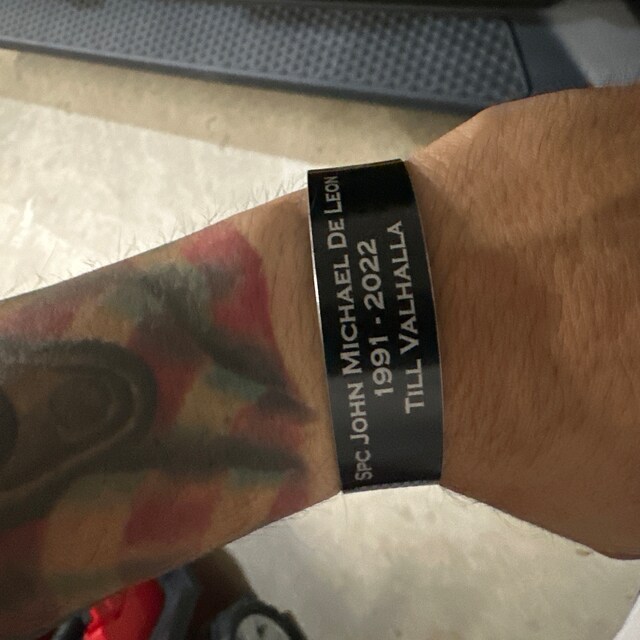 SPC JOHN MICHAEL DE LEON
1991 - 2022
TILL VALHALLA